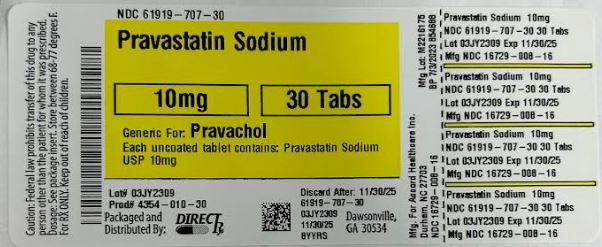 Caution: Federal law prohibits transfer of this drug to any
person other than the patient for whom it was prescribed.
Dosage: See package insert. Store between 68-77 degrees F.
For RX ONLY. Keep out of reach of children.
NDC 61919-707-30
Pravastatin Sodium
10mg
30 Tabs
Generic For: Pravachol
Each uncoated tablet contains: Pravastatin Sodium
USP 10mg
Lot# 03JY2309
Prod# 4354-010-30
Packaged and
Distributed By:
DIRECT Rx
Discard After: 11/30/25
61919-707-30
03JY2309
11/30/25
BYYRS
Dawsonville,
GA 30534
Mfg Lot: M2216175
BP 7/3/2023 854688
Mfg. For Accord Healthcare Inc.
Durham, NC 27703
NDC 16729-008-16
Pravastatin Sodium 10mg
NDC 61919-707-30 30 Tabs
Lot 03JY2309 Exp 11/30/25
Mfg NDC 16729-008-16
Pravastatin Sodium 10mg
NDC 61919-707-30 30 Tabs
Lot 03JY2309 Exp 11/30/25
Mfg NDC 16729-008-16
Pravastatin Sodium 10mg
NDC 61919-707-30 30 Tabs
Lot 03JY2309 Exp 11/30/25
Mfg NDC 16729-008-16
Pravastatin Sodium 10mg
NDC 61919-707-30 30 Tabs
Lot 03JY2309 Exp 11/30/25
Mfg NDC 16729-008-16